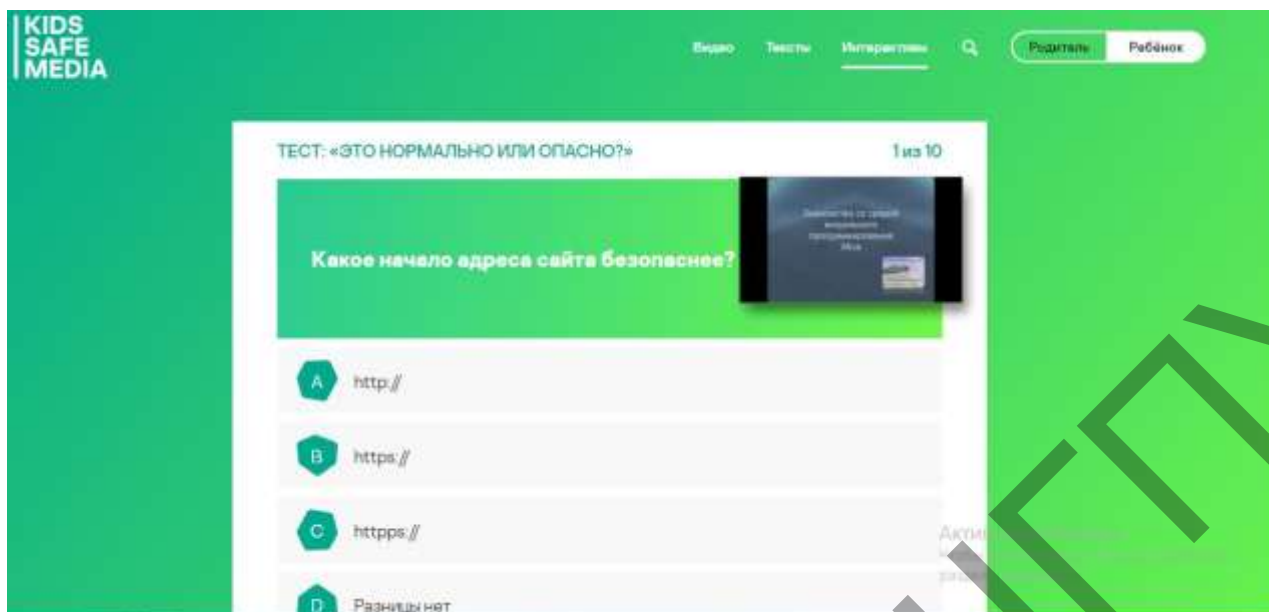 KIDS
SAFE
MEDIA
Видео Тексты Интерактивы Родитель Ребёнок
ТЕСТ: «ЭТО НОРМАЛЬНО ИЛИ ОПАСНО?» 1 из 10
Какое начало адреса сайта безопаснее?
A http://
B https://
C httpps://
D Разницы нет